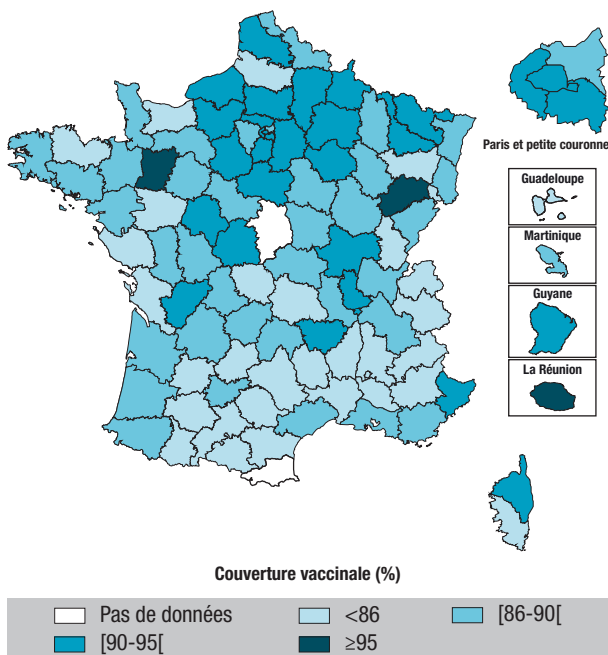 Paris et petite couronne
Guadeloupe
Martinique
Guyane
La Réunion
Couverture vaccinale (%)
Pas de données <86 [86-90[
[90-95[ ≥95